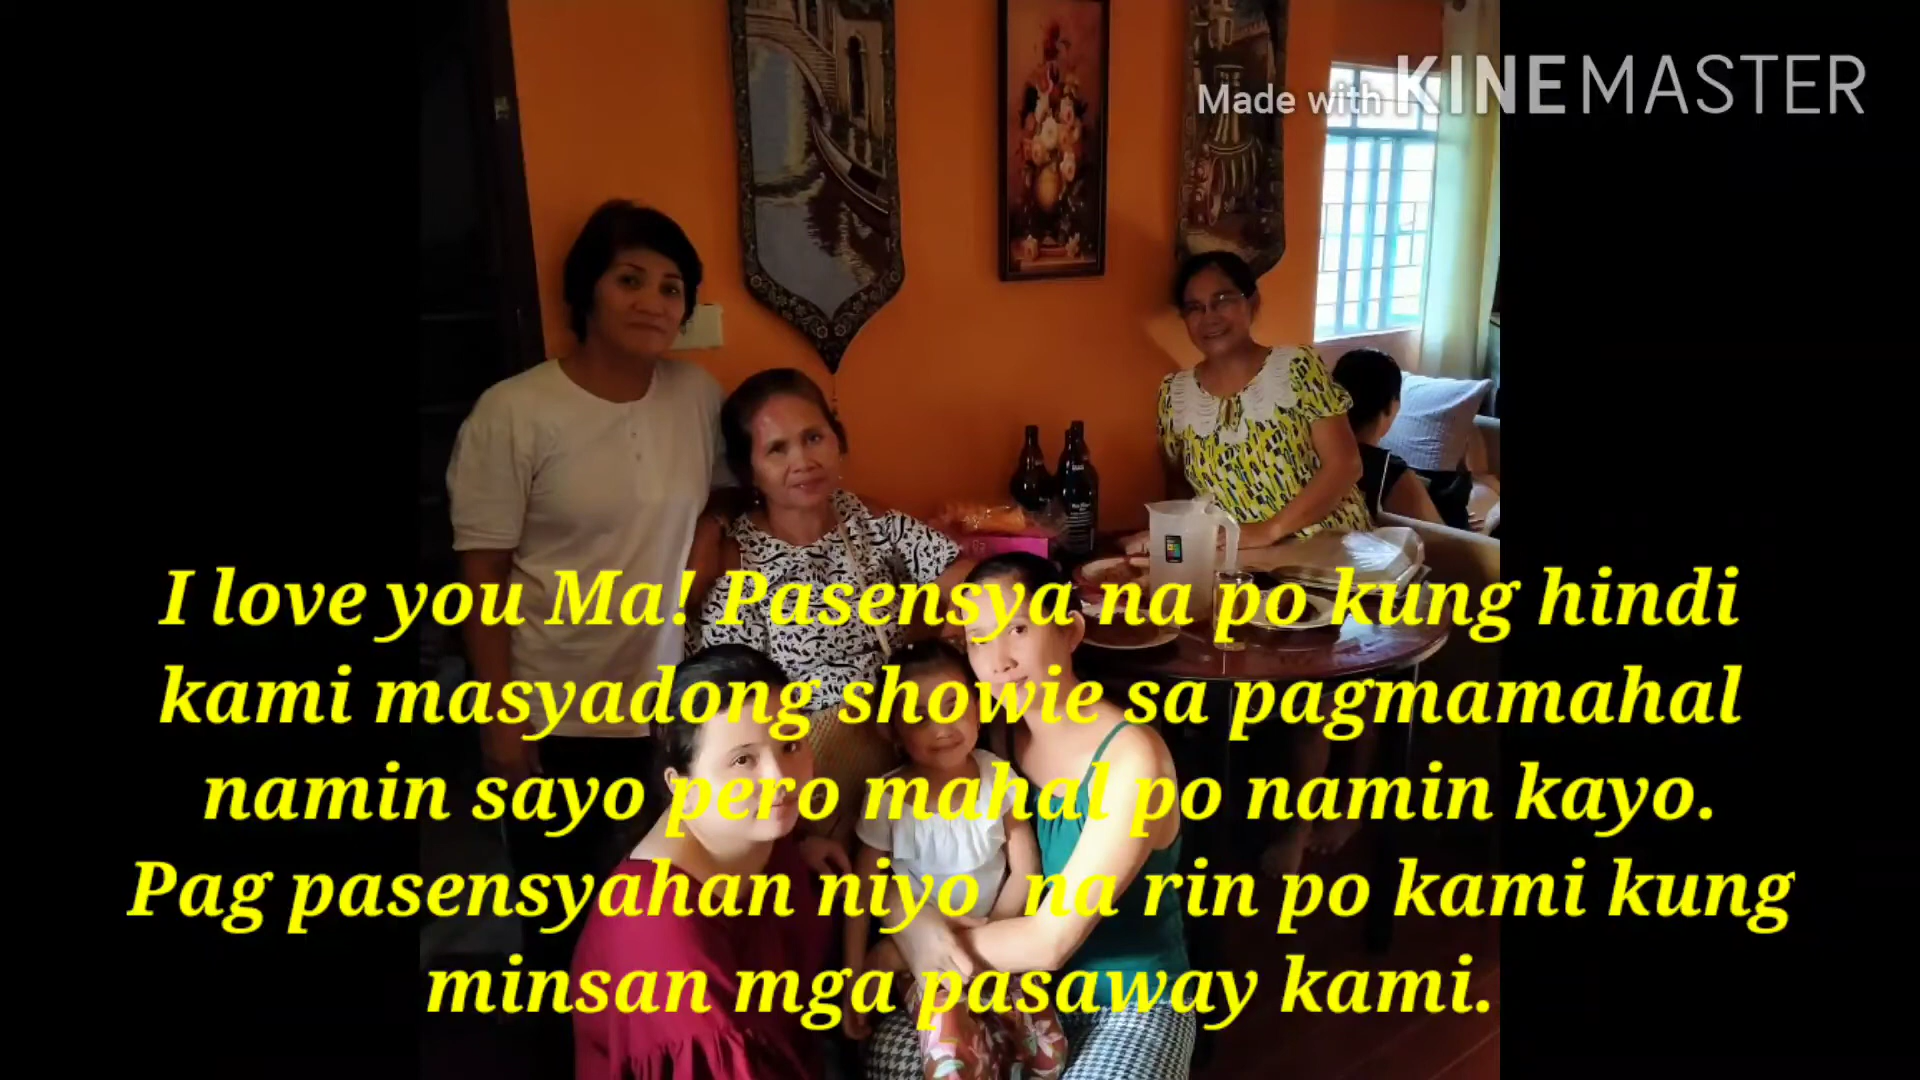 Made with KINEMASTER
I love you Ma! Pasensya na po kung hindi
kami masyadong showie sa pagmamahal
namin sayo pero mahal po namin kayo.
Pag pasensyahan niyo na rin po kami kung
minsan mga pasaway kami.